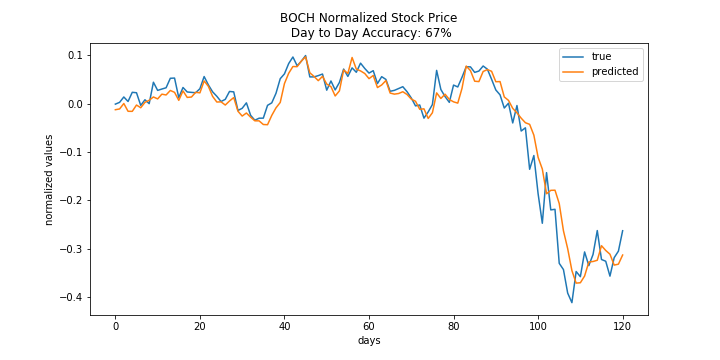 BOCH Normalized Stock Price
Day to Day Accuracy: 67%
true
predicted
normalized values
0.1
0.0
−0.1
−0.2
−0.3
−0.4
0 20 40 60 80 100 120
days